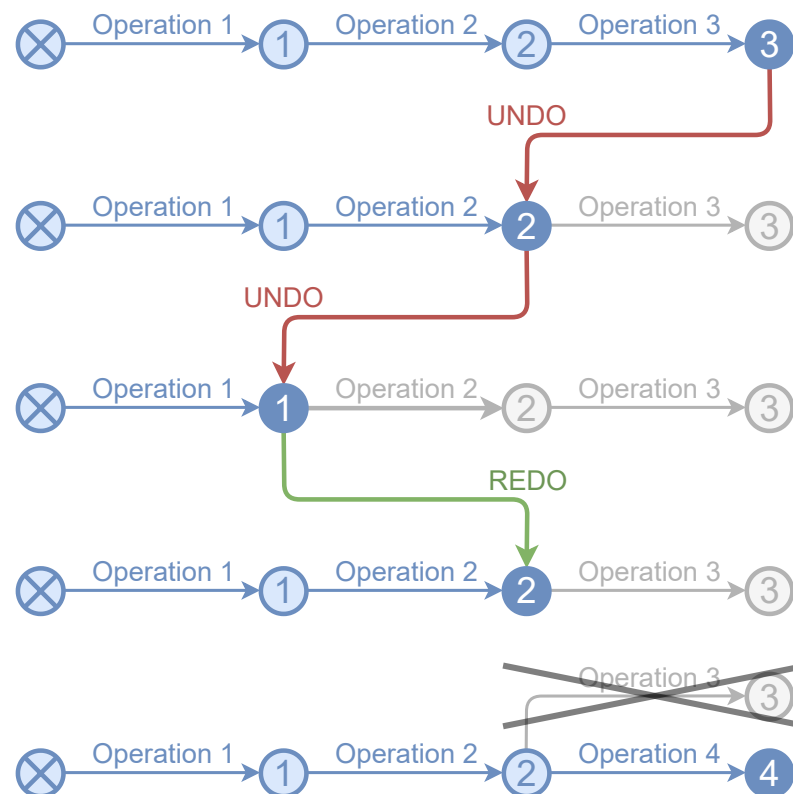 Operation 1 Operation 2 Operation 3
1 2 3
UNDO
Operation 1 Operation 2 Operation 3
1 2 3
UNDO
Operation 1 Operation 2 Operation 3
1 2 3
REDO
Operation 1 Operation 2 Operation 3
1 2 3
Operation 3
3
Operation 1 Operation 2 Operation 4
1 2 4